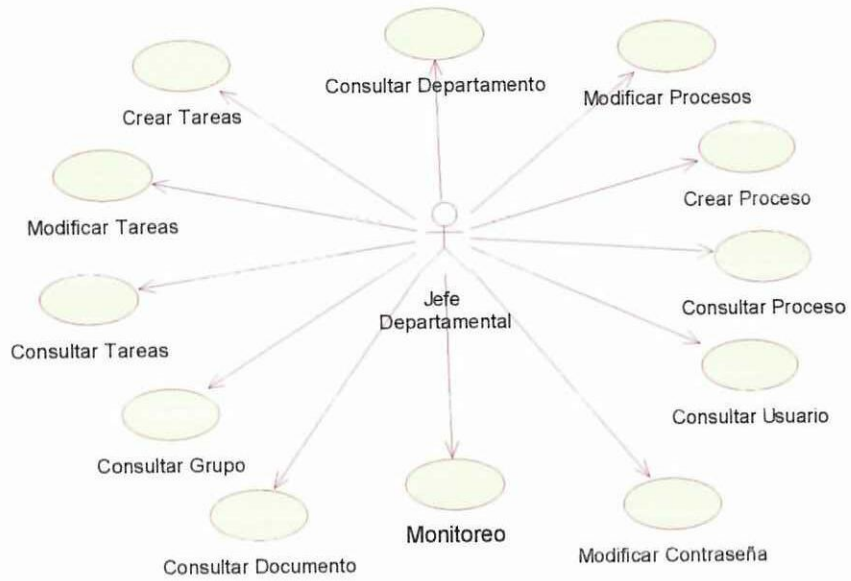 Consultar Departamento
Modificar Procesos
Crear Tareas
Crear Proceso
Modificar Tareas
Jefe
Departamental
Consultar Proceso
Consultar Tareas
Consultar Usuario
Consultar Grupo
Monitoreo
Modificar Contraseña
Consultar Documento